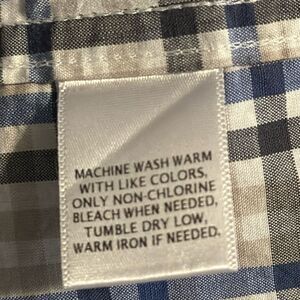 MACHINE WASH WARM
WITH LIKE COLORS,
ONLY NON-CHLORINE
BLEACH WHEN NEEDED,
TUMBLE DRY LOW,
WARM IRON IF NEEDED.